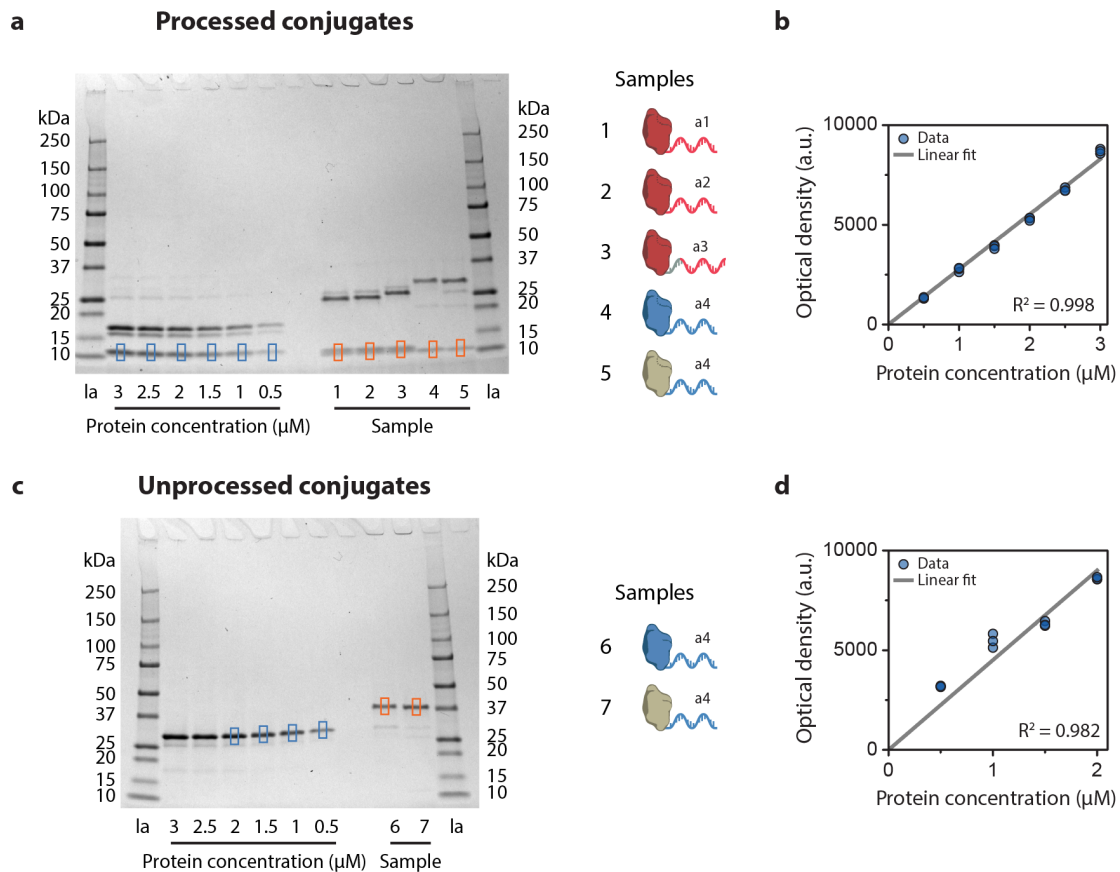 a
Processed conjugates
kDa
250
150
100
75
50
37
25
20
15
10
kDa
250
150
100
75
50
37
25
20
15
10
la 3 2.5 2 1.5 1 0.5 1 2 3 4 5 la
Protein concentration (μM) Sample
Samples
1 a1
2 a2
3 a3
4 a4
5 a4
b
Optical density (a.u.)
10000
5000
0
Data
Linear fit
R² = 0.998
0 1 2 3
Protein concentration (μM)
c
Unprocessed conjugates
kDa
250
150
100
75
50
37
25
20
15
10
kDa
250
150
100
75
50
37
25
20
15
10
la 3 2.5 2 1.5 1 0.5 6 7 la
Protein concentration (μM) Sample
Samples
6 a4
7 a4
d
Optical density (a.u.)
10000
5000
0
Data
Linear fit
R² = 0.982
0 1 2
Protein concentration (μM)